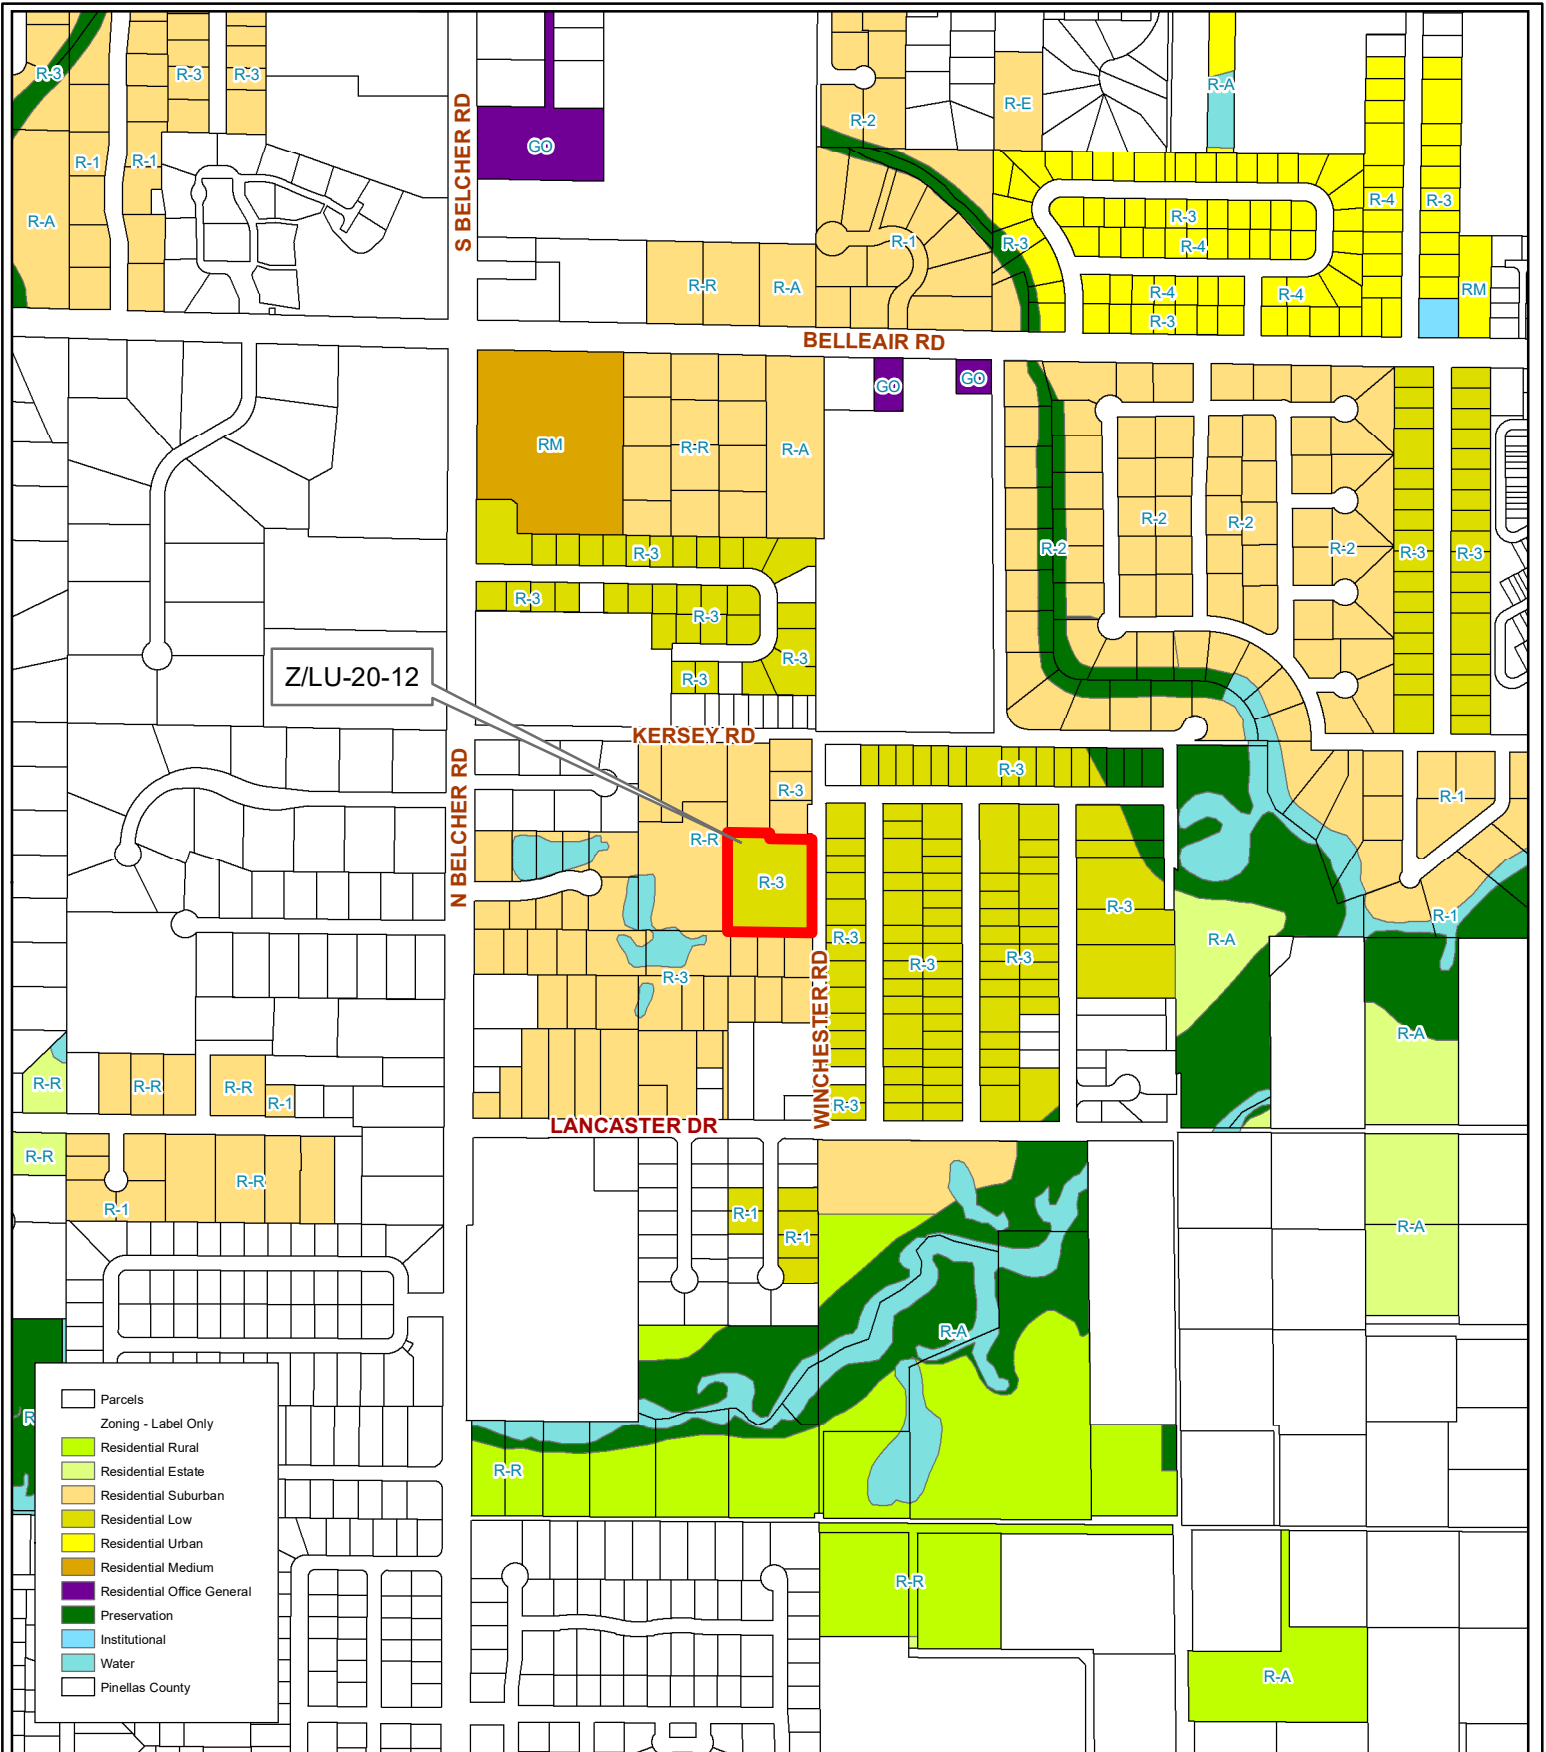 R-3
R-3
R-3
S BELCHER RD
GO
R-2
R-E
R-A
R-1
R-1
R-A
R-4
R-3
R-3
R-4
R-1
R-3
R-R
R-A
R-4
R-4
R-3
RM
BELLEAIR RD
GO
GO
RM
R-R
R-A
R-2
R-2
R-2
R-2
R-3
R-3
R-3
R-3
R-3
R-3
R-3
Z/LU-20-12
KERSEY RD
N BELCHER RD
R-3
R-3
R-1
R-R
R-3
R-3
R-1
R-3
R-3
R-3
R-A
R-3
WINCHESTER RD
R-A
R-R
R-R
R-R
R-1
R-3
LANCASTER DR
R-R
R-R
R-1
R-1
R-1
R-A
R-A
R-R
R-R
R-A
R
Parcels
Zoning - Label Only
Residential Rural
Residential Estate
Residential Suburban
Residential Low
Residential Urban
Residential Medium
Residential Office General
Preservation
Institutional
Water
Pinellas County